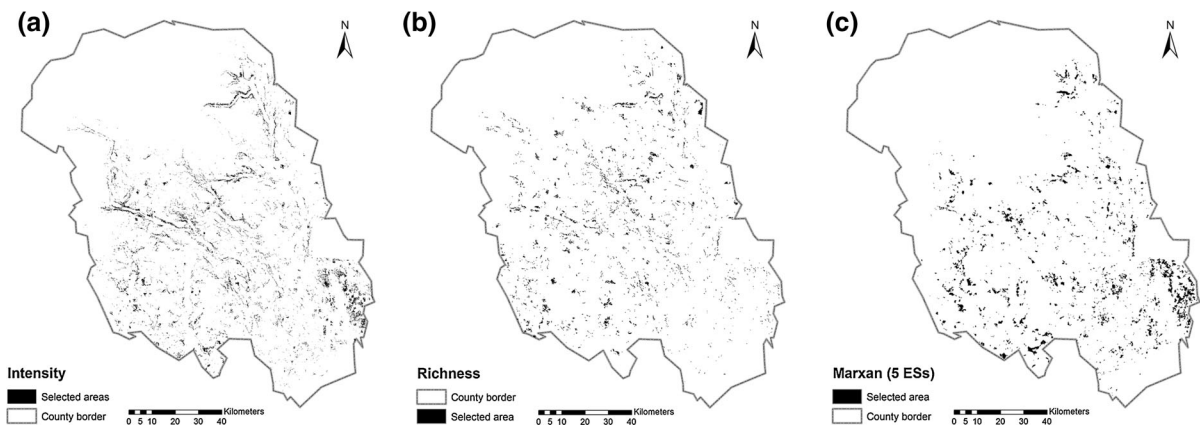 (a)
N
Intensity
Selected areas
County border
Kilometers
0 5 10 20 30 40
(b)
N
Richness
County border
Selected area
Kilometers
0 5 10 20 30 40
(c)
N
Marxan (5 ESs)
Selected area
County border
Kilometers
0 5 10 20 30 40